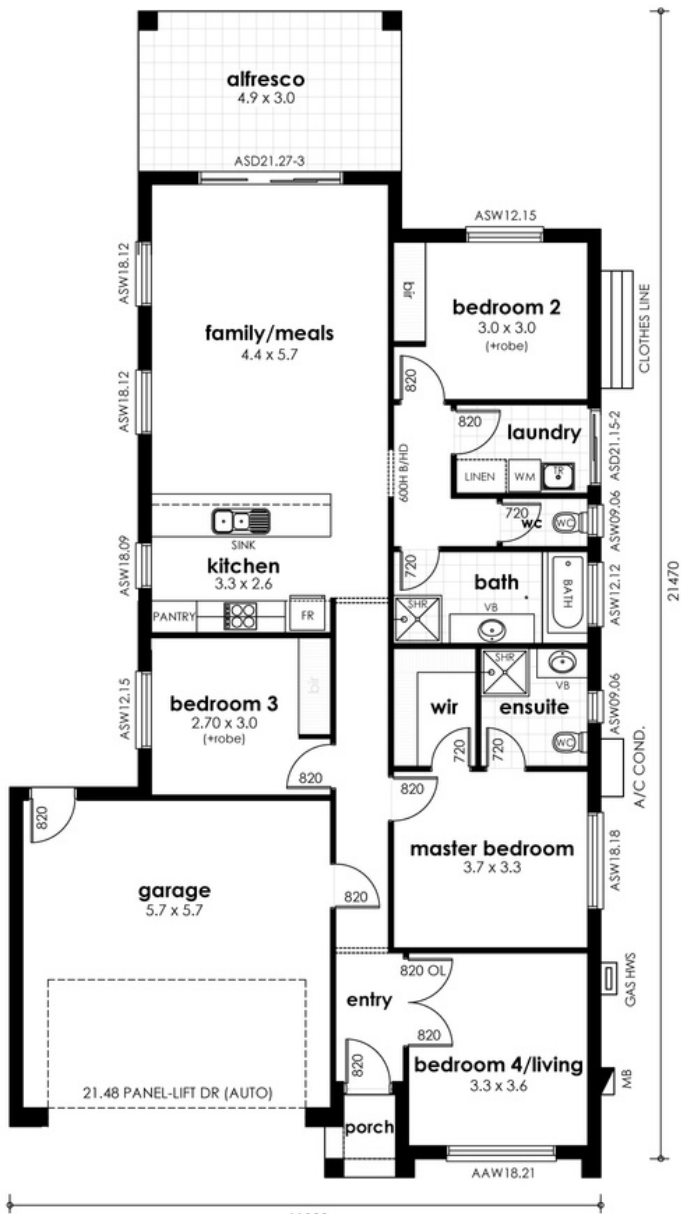 alfresco
4.9 x 3.0
ASD21.27-3
ASW12.15
ASW18.12
bir
bedroom 2
3.0 x 3.0
(+robe)
family/meals
4.4 x 5.7
CLOTHES LINE
820
ASW18.12
820
laundry
ASD21.15-2
600H B/HD
LINEN
WM
TR
720
wc
WC
ASW09.06
SINK
ASW18.09
kitchen
3.3 x 2.6
720
bath
BATH
ASW12.12
SHR
VB
PANTRY
FR
21470
bedroom 3
2.70 x 3.0
(+robe)
bir
ASW12.15
wir
SHR
VB
ensuite
ASW09.06
WC
720
720
A/C COND.
820
820
820
master bedroom
3.7 x 3.3
ASW18.18
garage
5.7 x 5.7
820
820 OL
GAS HWS
entry
820
820
bedroom 4/living
3.3 x 3.6
MB
21.48 PANEL-LIFT DR (AUTO)
porch
AAW18.21